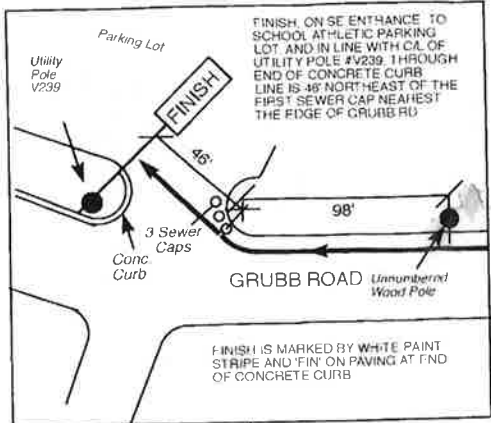 FINISH, ON SE ENTRANCE TO
SCHOOL ATHLETIC PARKING
LOT, AND IN LINE WITH C/L OF
UTILITY POLE #V239, THROUGH
END OF CONCRETE CURB
LINE IS 46' NORTHEAST OF THE
FIRST SEWER CAP NEAREST
THE EDGE OF GRUBB RD
Parking Lot
Utility
Pole
V239
FINISH
46'
98'
3 Sewer
Caps
Conc.
Curb
GRUBB ROAD
Unnumbered
Wood Pole
FINISH IS MARKED BY WHITE PAINT
STRIPE AND 'FIN' ON PAVING AT END
OF CONCRETE CURB